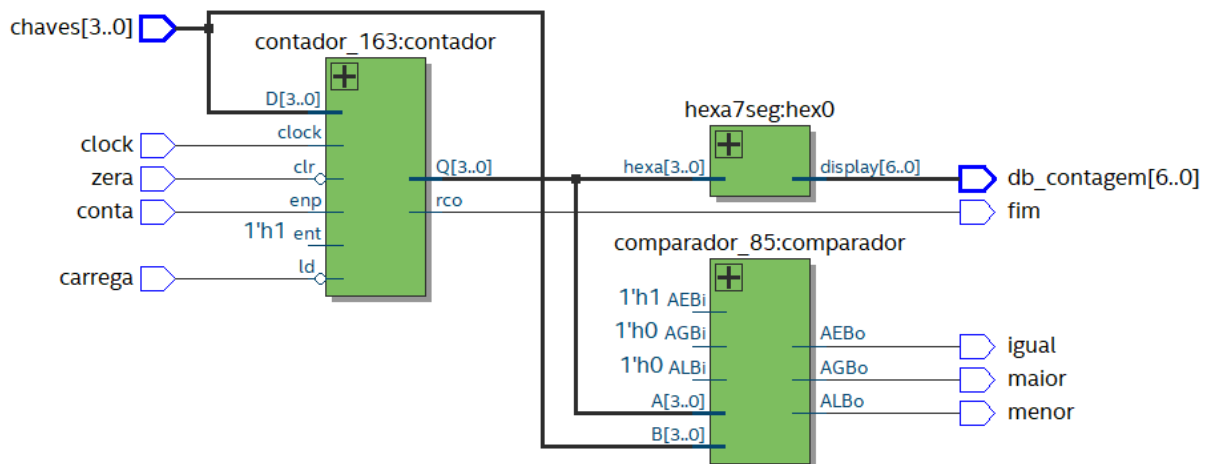 chaves[3..0]
contador_163:contador
D[3..0]
clock
clock
zera
clr
conta
enp
1'h1 ent
carrega
ld
Q[3..0]
rco
hexa7seg:hex0
hexa[3..0]
display[6..0]
db_contagem[6..0]
fim
comparador_85:comparador
1'h1 AEBi
1'h0 AGBi
1'h0 ALBi
A[3..0]
B[3..0]
AEBo
igual
AGBo
maior
ALBo
menor